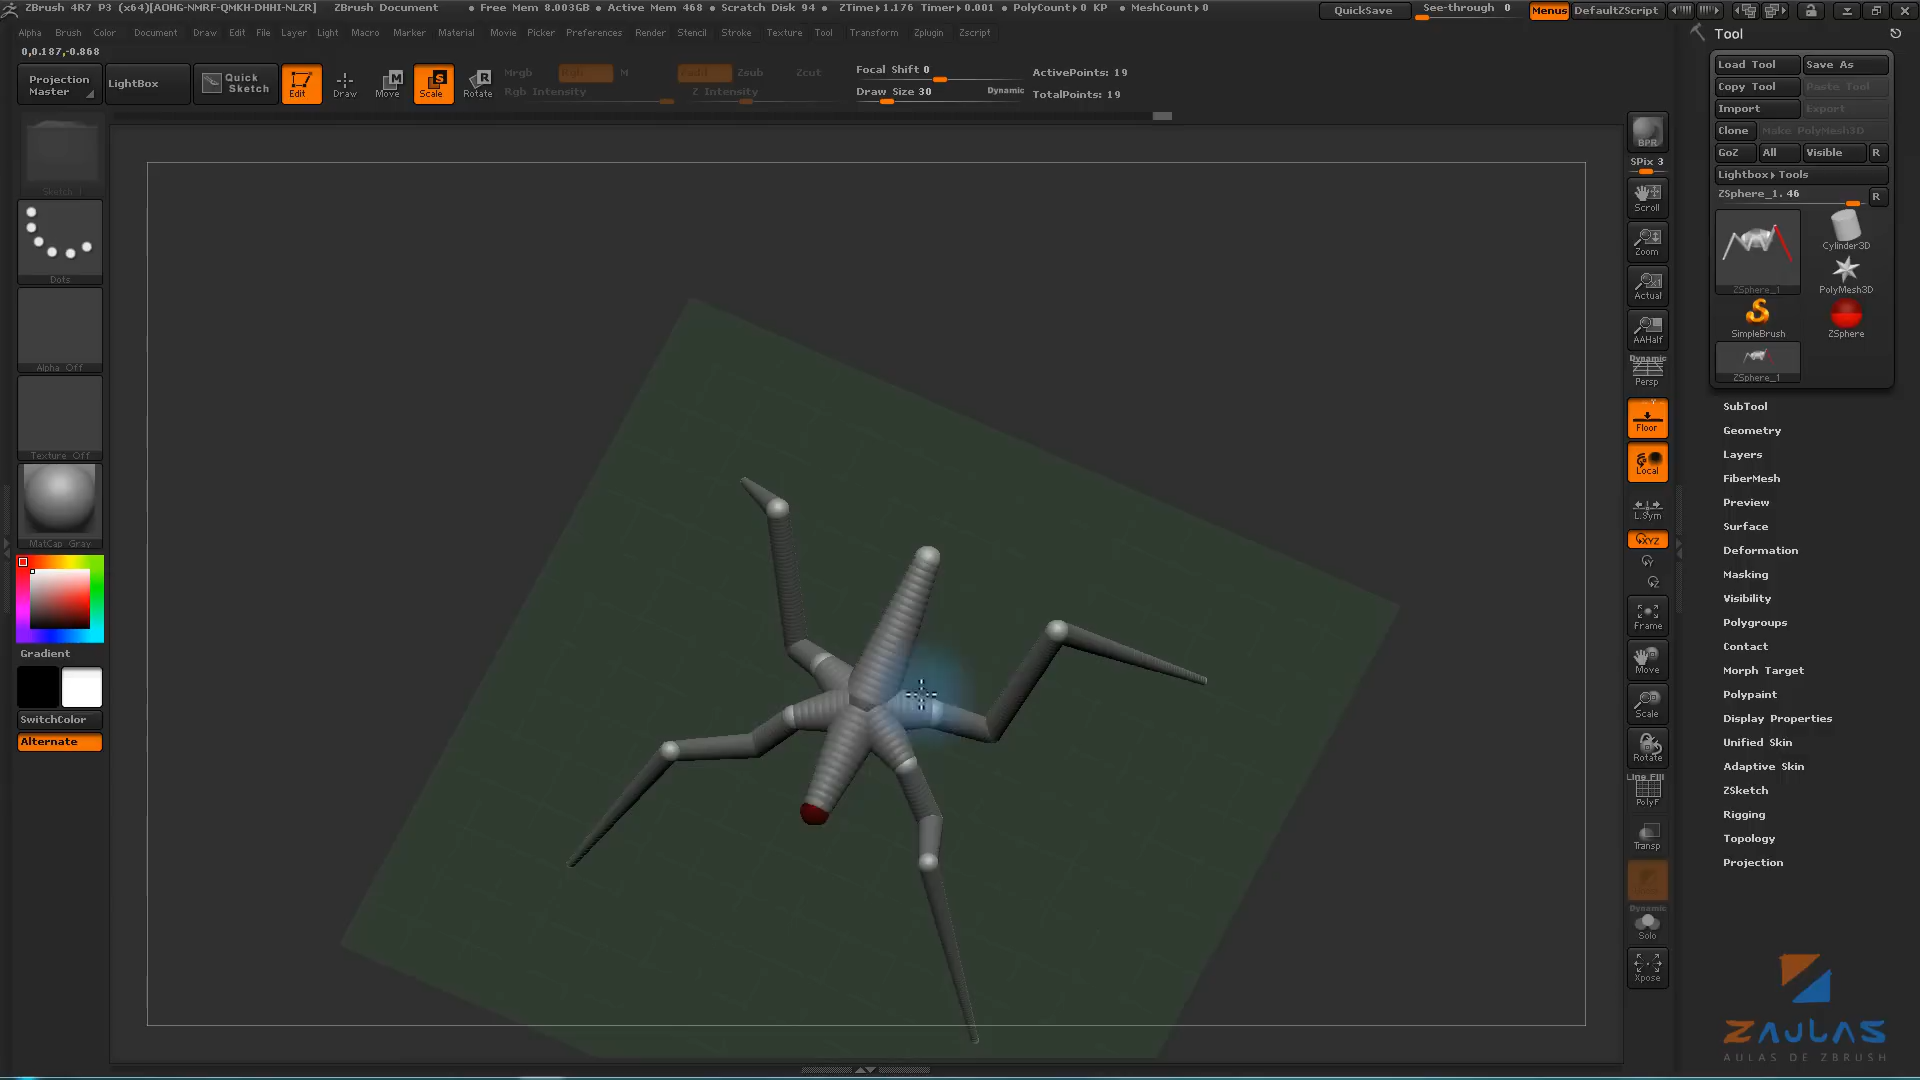 ZBrush 4R7 P3 (x64)[AOHG-NMRF-QMKH-DHHI-NLZR] ZBrush Document • Free Mem 8.003GB • Active Mem 468 • Scratch Disk 94 • ZTime▸1.176 Timer▸0.001 • PolyCount▸0 KP • MeshCount▸0 QuickSave See-through 0 Menus DefaultZScript
Alpha Brush Color Document Draw Edit File Layer Light Macro Marker Material Movie Picker Preferences Render Stencil Stroke Texture Tool Transform Zplugin Zscript
Tool
0,0.187,-0.868
Load Tool Save As
Copy Tool Paste Tool
Import Export
Clone Make PolyMesh3D
GoZ All Visible R
Lightbox▸Tools
ZSphere_1.46 R
ZSphere_1
Cylinder3D
PolyMesh3D
SimpleBrush
ZSphere
ZSphere_1
Projection Master
LightBox
Quick Sketch
Edit
Draw
Move
Scale
Rotate
Mrgb Rgb M
Rgb Intensity
Zadd Zsub Zcut
Z Intensity
Focal Shift 0
Draw Size 30 Dynamic
ActivePoints: 19
TotalPoints: 19
Sketch 1
Dots
Alpha Off
Texture Off
MatCap Gray
Gradient
SwitchColor
Alternate
BPR
SPix 3
Scroll
Zoom
Actual
AAHalf
Dynamic
Persp
Floor
Local
L.Sym
XYZ
Y
Z
Frame
Move
Scale
Rotate
Line Fill
PolyF
Transp
Dynamic
Solo
Xpose
SubTool
Geometry
Layers
FiberMesh
Preview
Surface
Deformation
Masking
Visibility
Polygroups
Contact
Morph Target
Polypaint
Display Properties
Unified Skin
Adaptive Skin
ZSketch
Rigging
Topology
Projection
ZAULAS
AULAS DE ZBRUSH